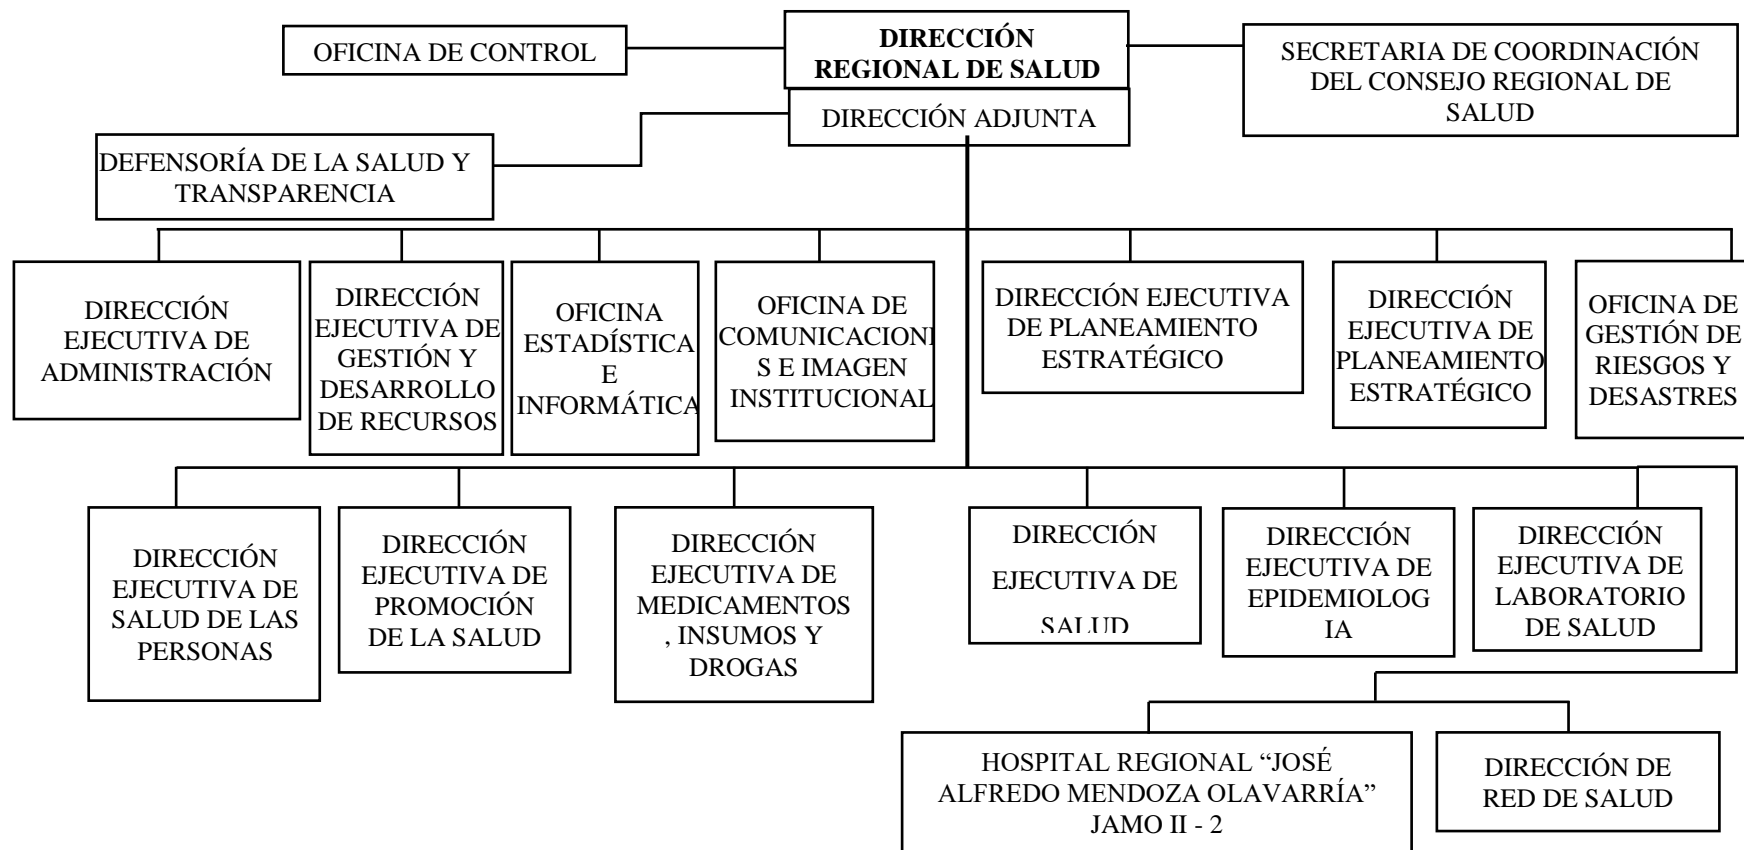 OFICINA DE CONTROL
DIRECCIÓN
REGIONAL DE SALUD
SECRETARIA DE COORDINACIÓN
DEL CONSEJO REGIONAL DE
SALUD
DIRECCIÓN ADJUNTA
DEFENSORÍA DE LA SALUD Y
TRANSPARENCIA
DIRECCIÓN
EJECUTIVA DE
ADMINISTRACIÓN
DIRECCIÓN
EJECUTIVA DE
GESTIÓN Y
DESARROLLO
DE RECURSOS
OFICINA
ESTADÍSTICA
E
INFORMÁTICA
OFICINA DE
COMUNICACIONE
S E IMAGEN
INSTITUCIONAL
DIRECCIÓN EJECUTIVA
DE PLANEAMIENTO
ESTRATÉGICO
DIRECCIÓN
EJECUTIVA DE
PLANEAMIENTO
ESTRATÉGICO
OFICINA DE
GESTIÓN DE
RIESGOS Y
DESASTRES
DIRECCIÓN
EJECUTIVA DE
SALUD DE LAS
PERSONAS
DIRECCIÓN
EJECUTIVA DE
PROMOCIÓN
DE LA SALUD
DIRECCIÓN
EJECUTIVA DE
MEDICAMENTOS
, INSUMOS Y
DROGAS
DIRECCIÓN
EJECUTIVA DE
SALUD
DIRECCIÓN
EJECUTIVA DE
EPIDEMIOLOG
IA
DIRECCIÓN
EJECUTIVA DE
LABORATORIO
DE SALUD
HOSPITAL REGIONAL “JOSÉ
ALFREDO MENDOZA OLAVARRÍA”
JAMO II - 2
DIRECCIÓN DE
RED DE SALUD